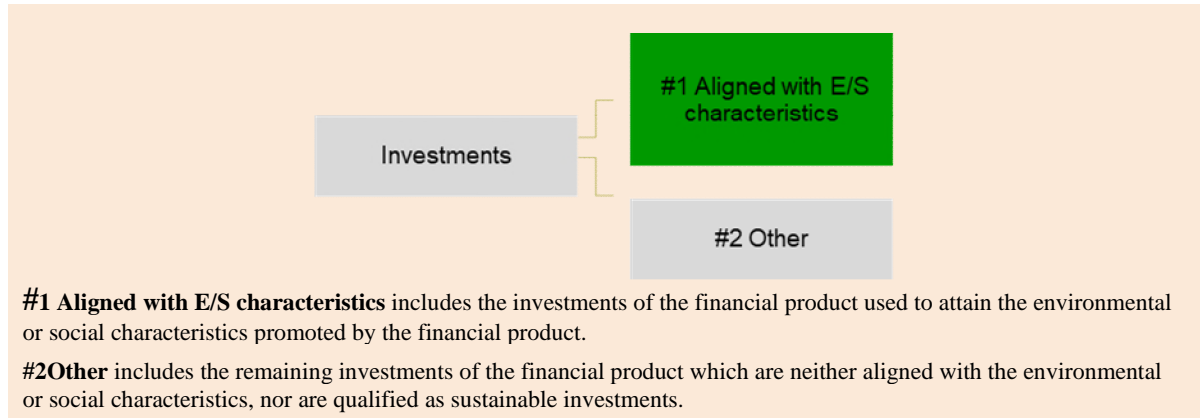 #1 Aligned with E/S
characteristics
Investments
#2 Other
#1 Aligned with E/S characteristics includes the investments of the financial product used to attain the environmental
or social characteristics promoted by the financial product.
#2Other includes the remaining investments of the financial product which are neither aligned with the environmental
or social characteristics, nor are qualified as sustainable investments.